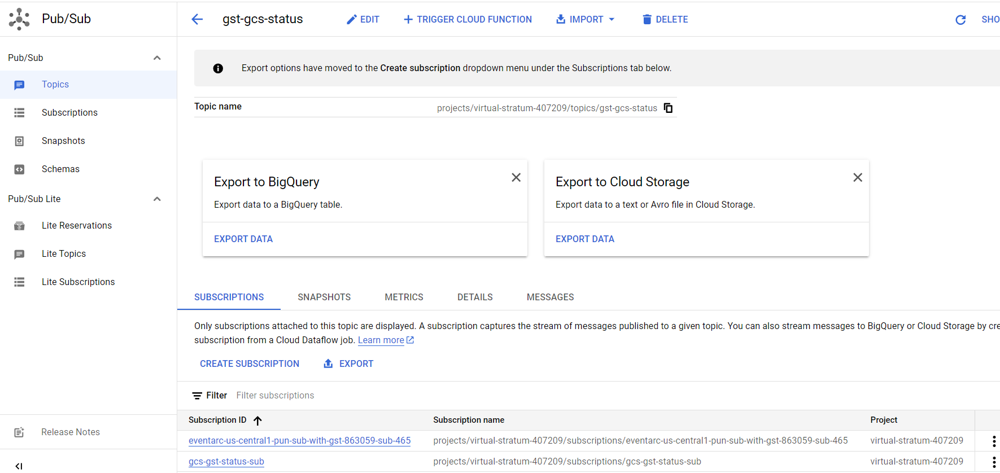 Pub/Sub
gst-gcs-status
EDIT
TRIGGER CLOUD FUNCTION
IMPORT
DELETE
SHO
Pub/Sub
Topics
Subscriptions
Snapshots
Schemas
Pub/Sub Lite
Lite Reservations
Lite Topics
Lite Subscriptions
Release Notes
Export options have moved to the Create subscription dropdown menu under the Subscriptions tab below.
Topic name projects/virtual-stratum-407209/topics/gst-gcs-status
Export to BigQuery
Export data to a BigQuery table.
EXPORT DATA
Export to Cloud Storage
Export data to a text or Avro file in Cloud Storage.
EXPORT DATA
SUBSCRIPTIONS SNAPSHOTS METRICS DETAILS MESSAGES
Only subscriptions attached to this topic are displayed. A subscription captures the stream of messages published to a given topic. You can also stream messages to BigQuery or Cloud Storage by cre
subscription from a Cloud Dataflow job. Learn more
CREATE SUBSCRIPTION EXPORT
Filter Filter subscriptions
Subscription ID Subscription name Project
eventarc-us-central1-pun-sub-with-gst-863059-sub-465 projects/virtual-stratum-407209/subscriptions/eventarc-us-central1-pun-sub-with-gst-863059-sub-465 virtual-stratum-407209
gcs-gst-status-sub projects/virtual-stratum-407209/subscriptions/gcs-gst-status-sub virtual-stratum-407209